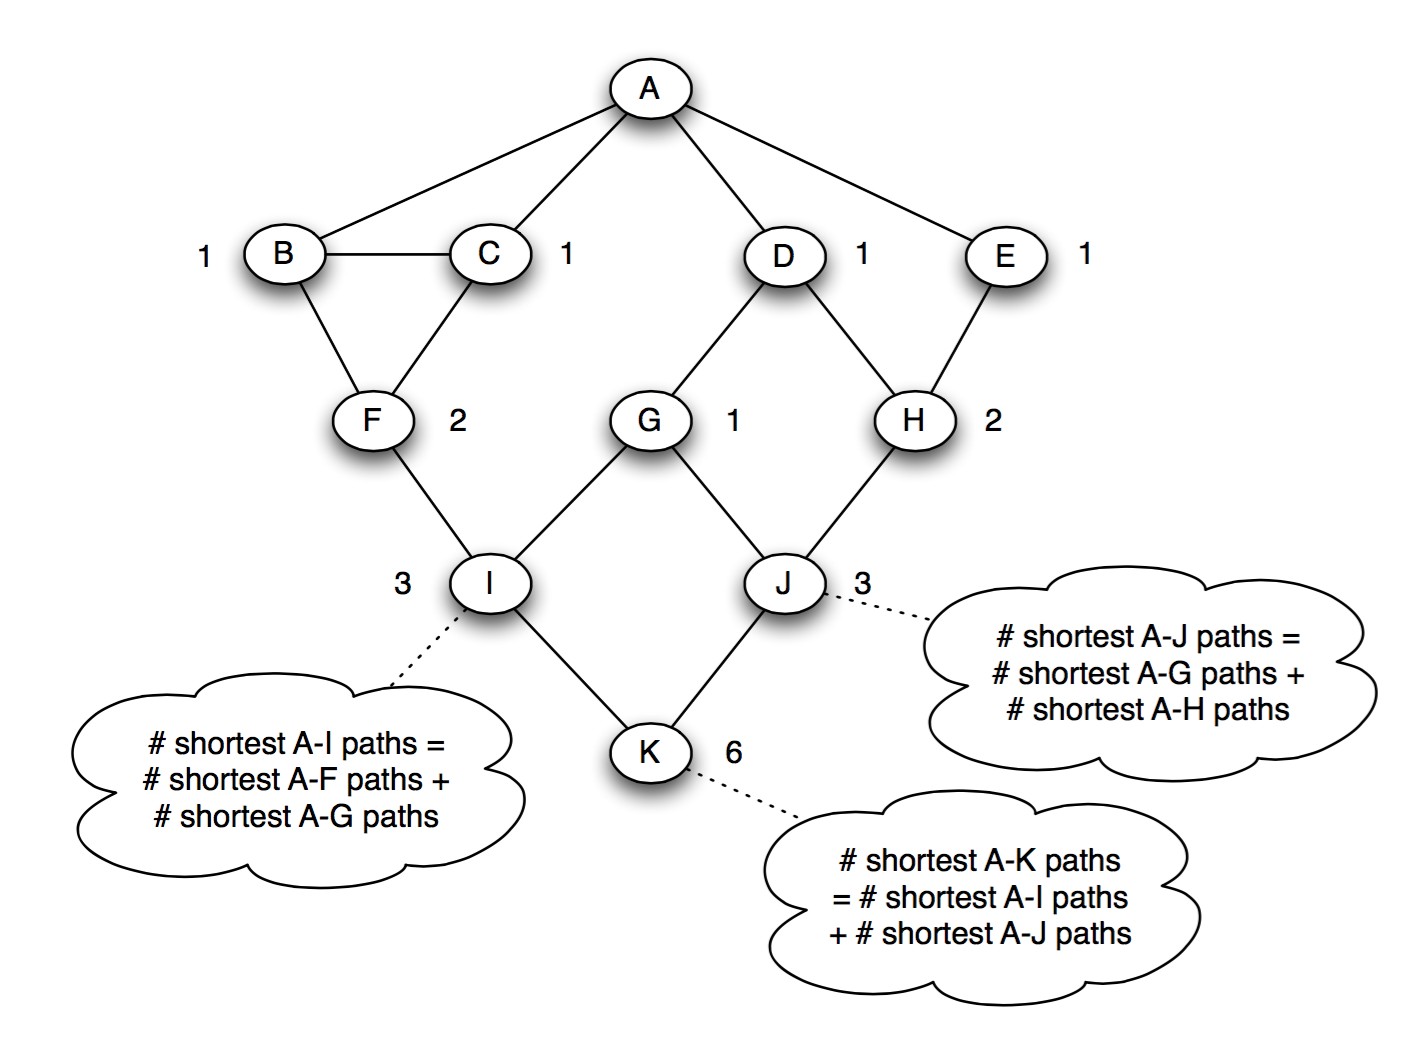 A
1 B C 1 D 1 E 1
F 2 G 1 H 2
3 I J 3
# shortest A-J paths =
# shortest A-G paths +
# shortest A-H paths
# shortest A-I paths =
# shortest A-F paths +
# shortest A-G paths
K 6
# shortest A-K paths
= # shortest A-I paths
+ # shortest A-J paths